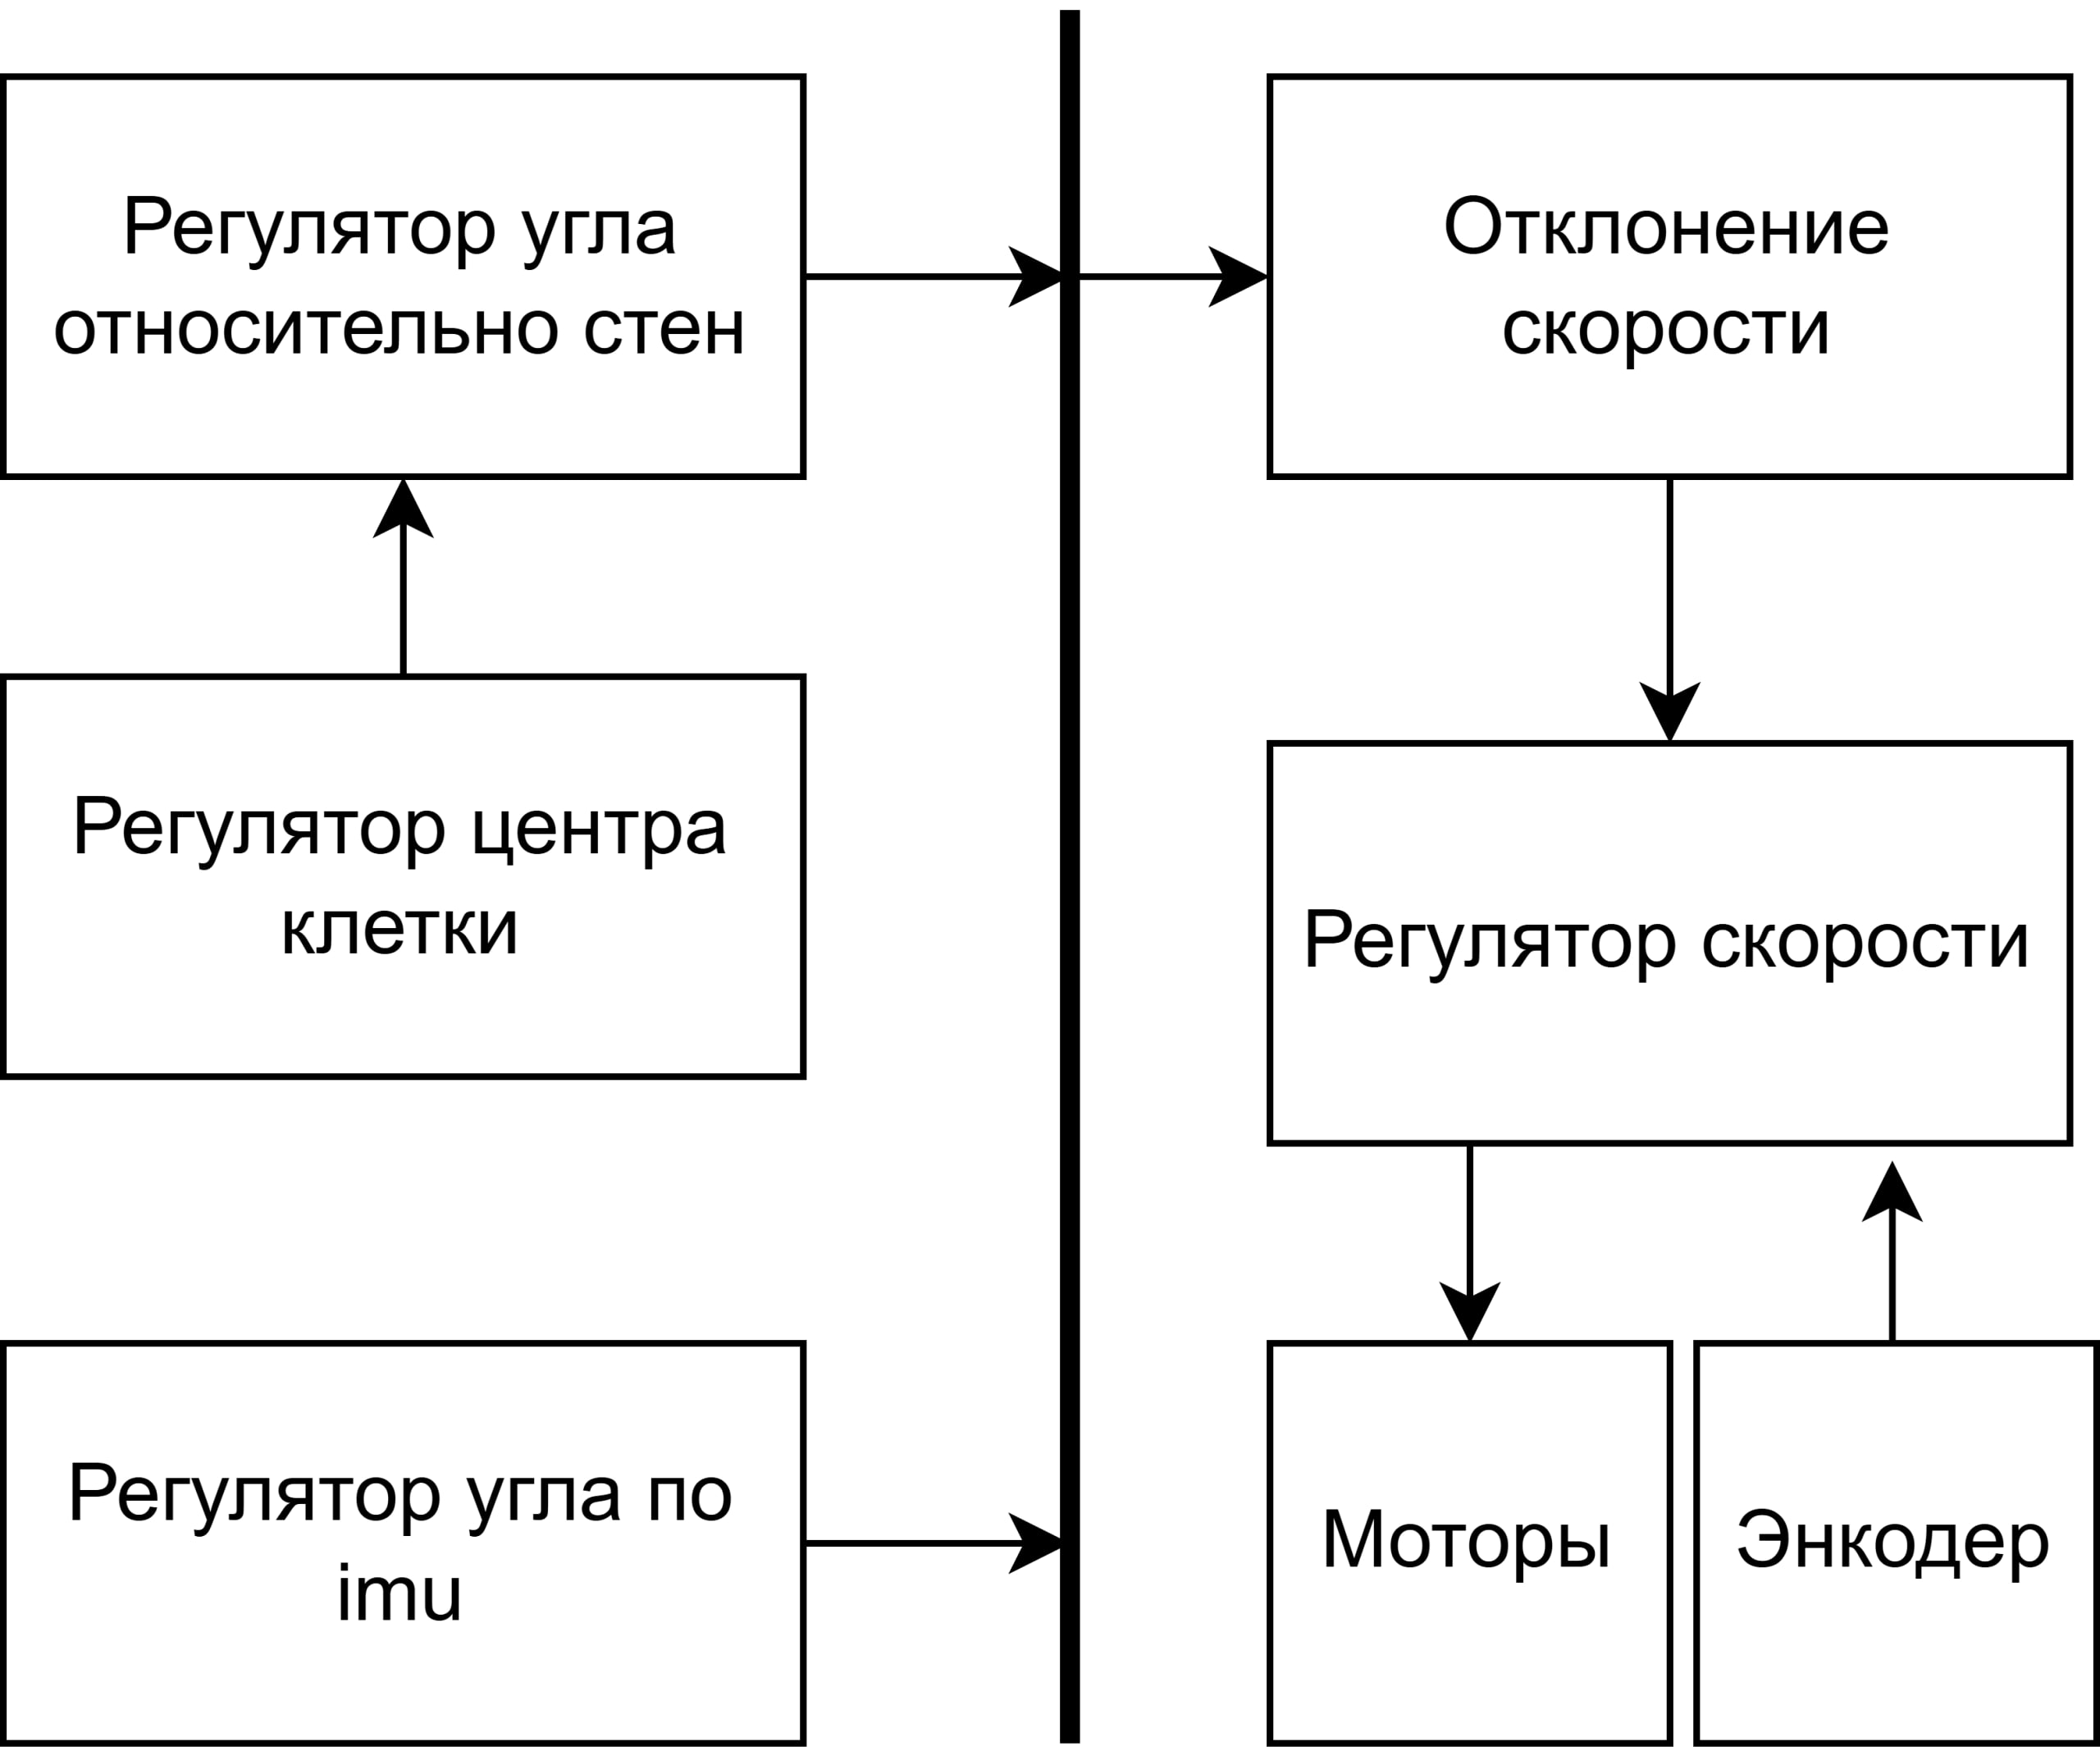 Регулятор угла
относительно стен
Отклонение
скорости
Регулятор центра
клетки
Регулятор скорости
Регулятор угла по
imu
Моторы
Энкодер